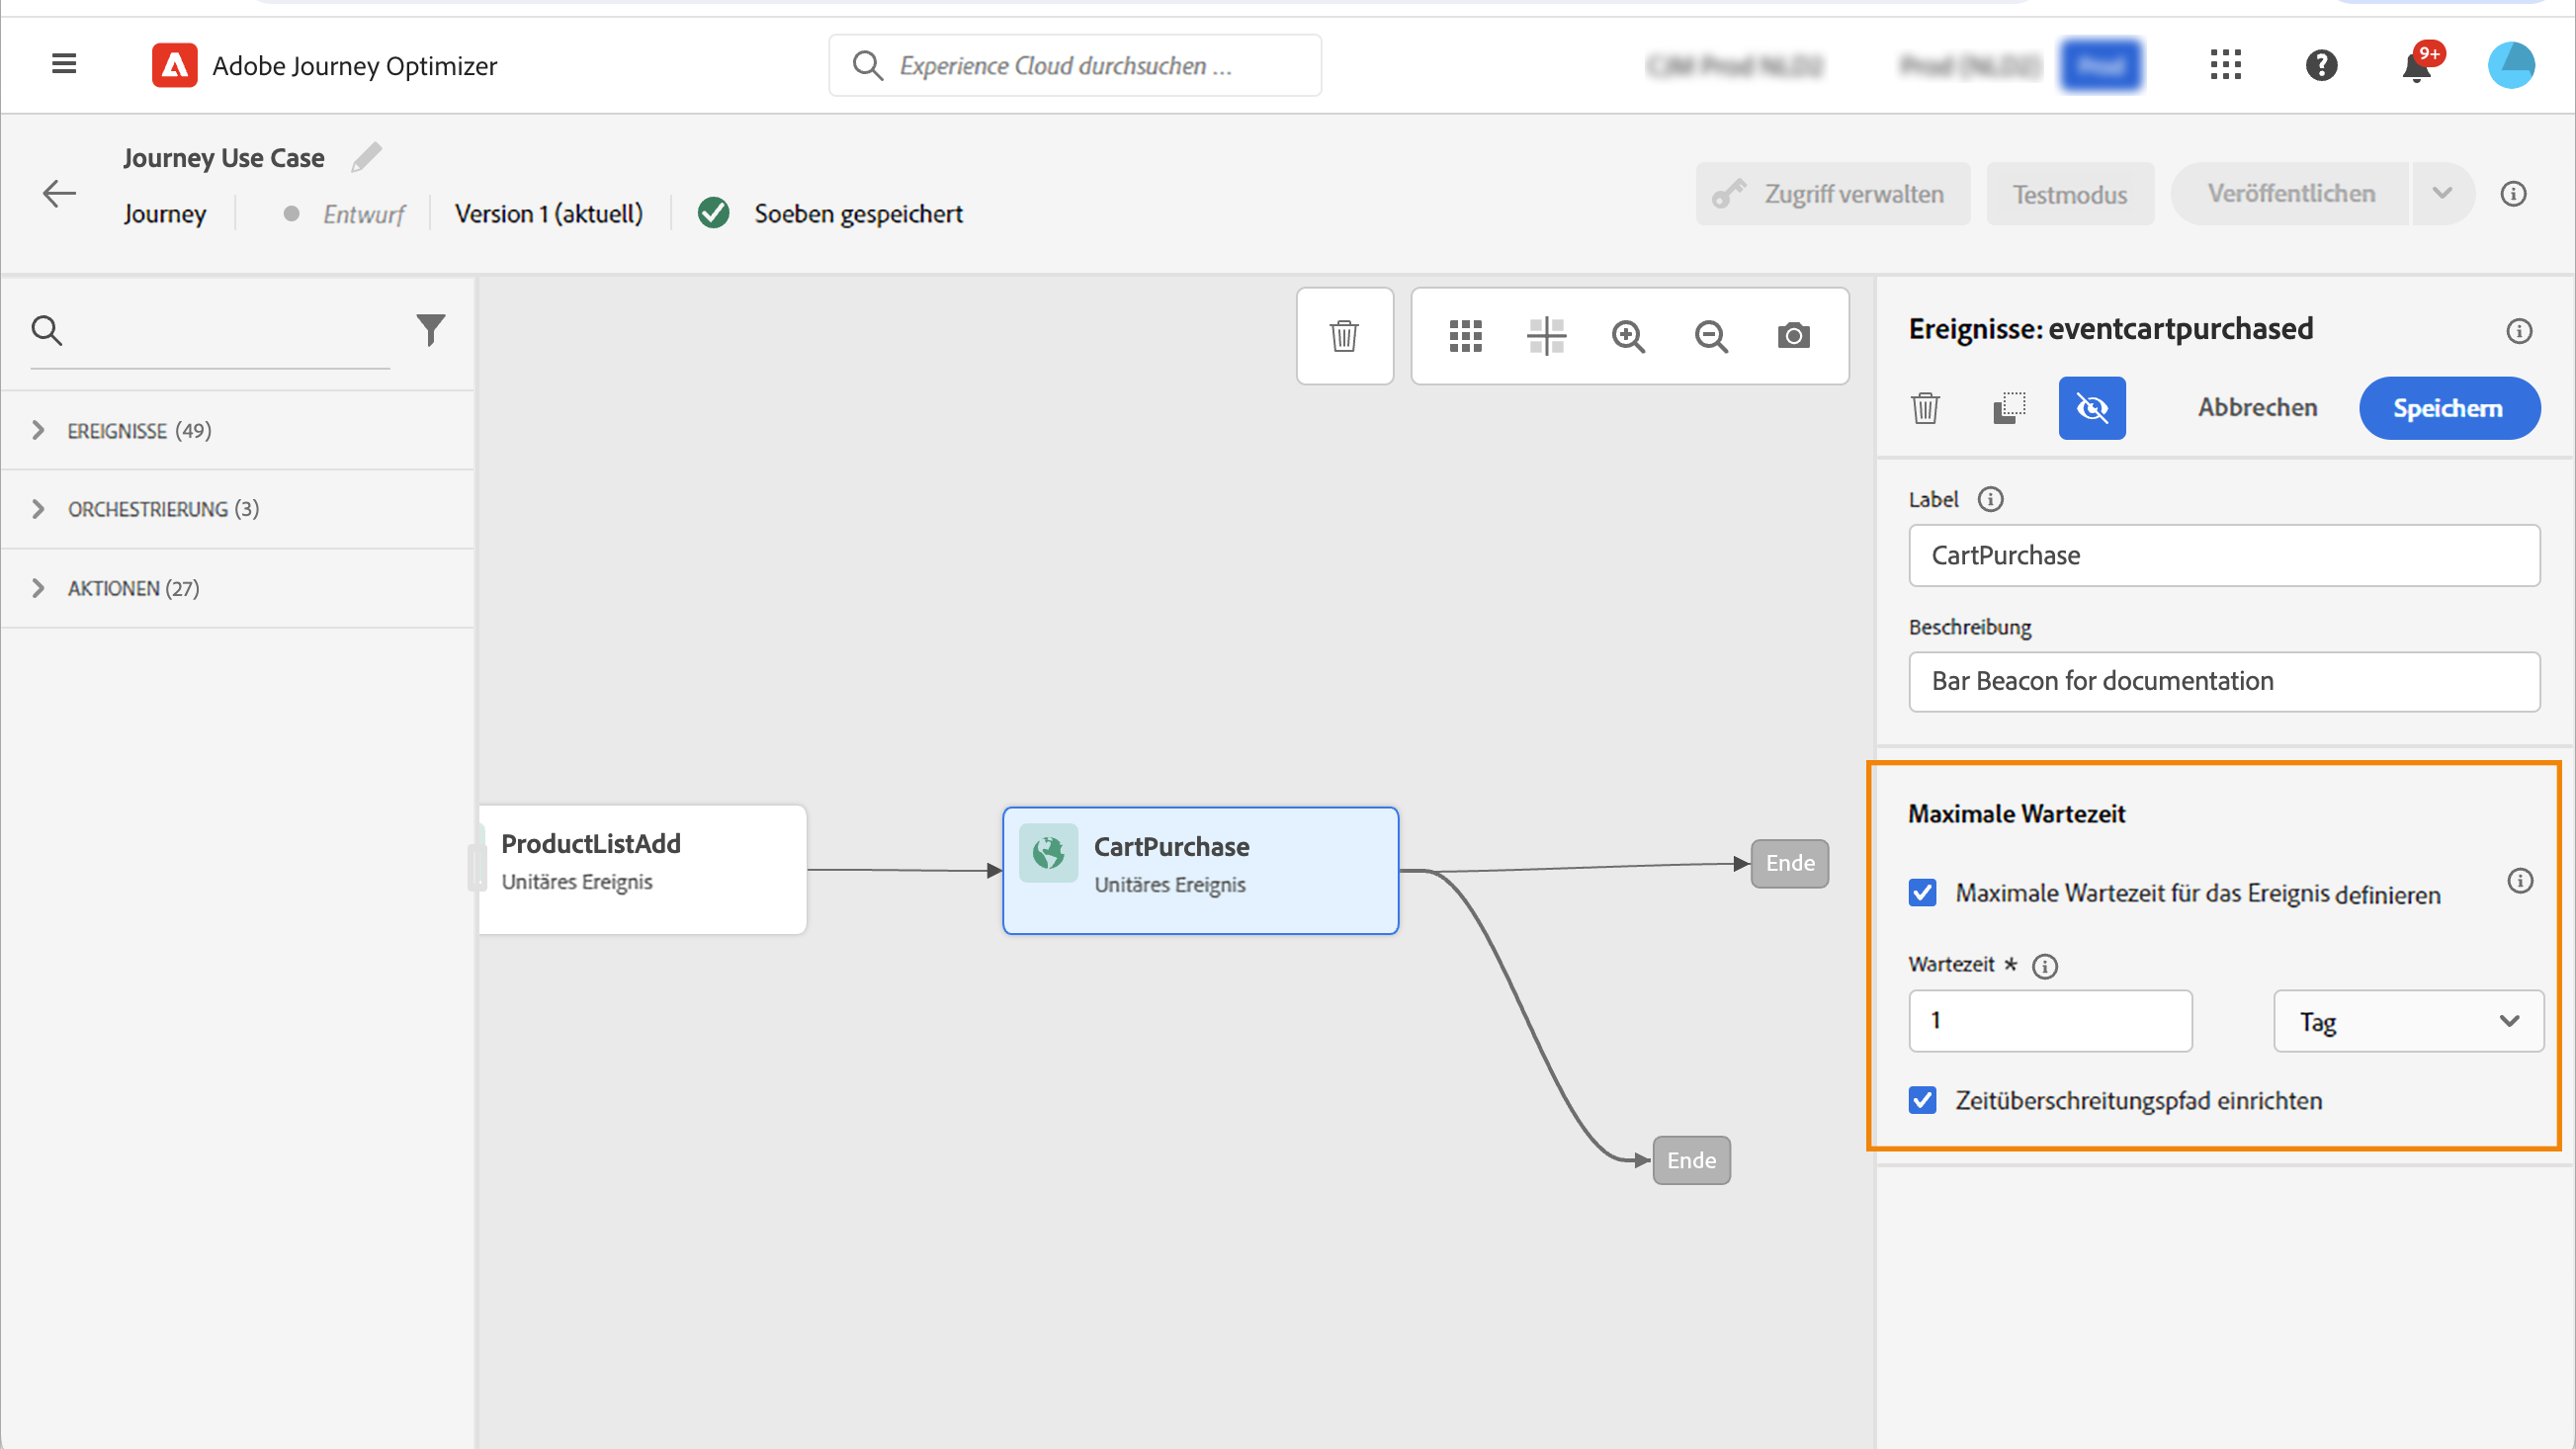 Adobe Journey Optimizer
Experience Cloud durchsuchen ...
9+
Journey Use Case
Journey
Entwurf
Version 1 (aktuell)
Soeben gespeichert
Zugriff verwalten
Testmodus
Veröffentlichen
EREIGNISSE (49)
ORCHESTRIERUNG (3)
AKTIONEN (27)
ProductListAdd
Unitäres Ereignis
CartPurchase
Unitäres Ereignis
Ende
Ende
Ereignisse: eventcartpurchased
Abbrechen
Speichern
Label
CartPurchase
Beschreibung
Bar Beacon for documentation
Maximale Wartezeit
Maximale Wartezeit für das Ereignis definieren
Wartezeit *
1
Tag
Zeitüberschreitungspfad einrichten